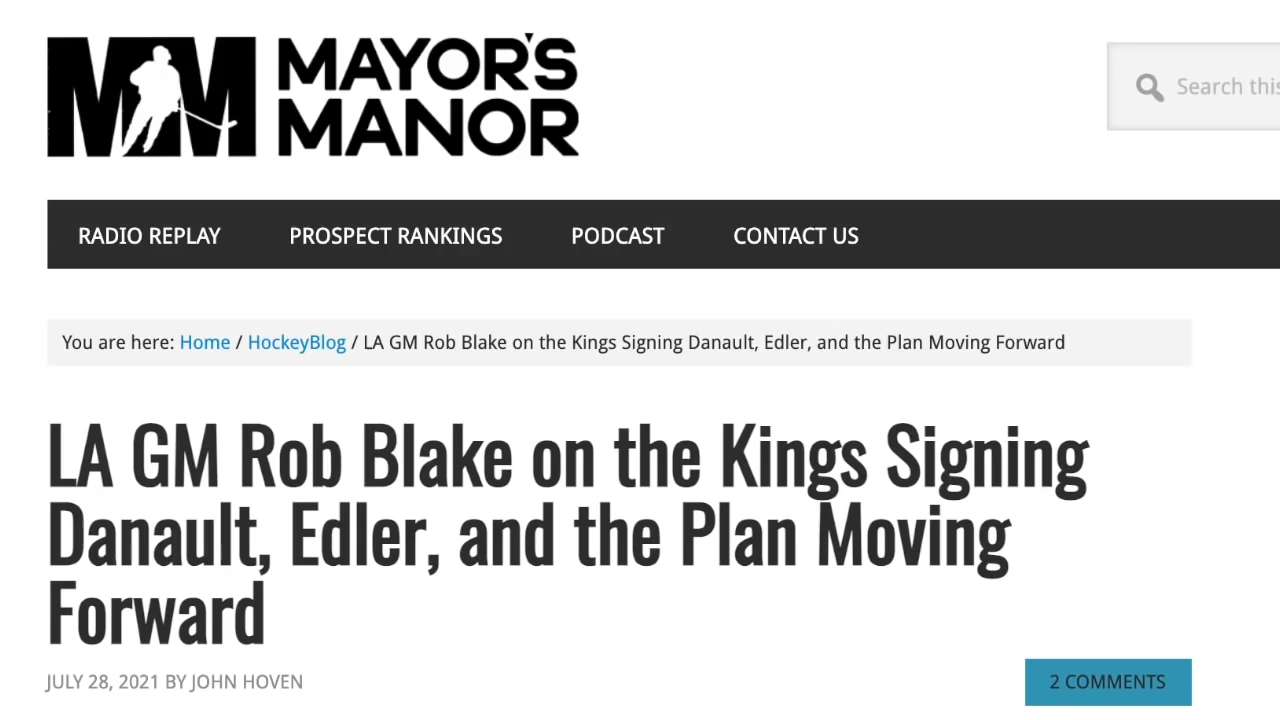 MAYOR'S
MANOR
Search this
RADIO REPLAY PROSPECT RANKINGS PODCAST CONTACT US
You are here: Home / HockeyBlog / LA GM Rob Blake on the Kings Signing Danault, Edler, and the Plan Moving Forward
LA GM Rob Blake on the Kings Signing
Danault, Edler, and the Plan Moving
Forward
JULY 28, 2021 BY JOHN HOVEN
2 COMMENTS